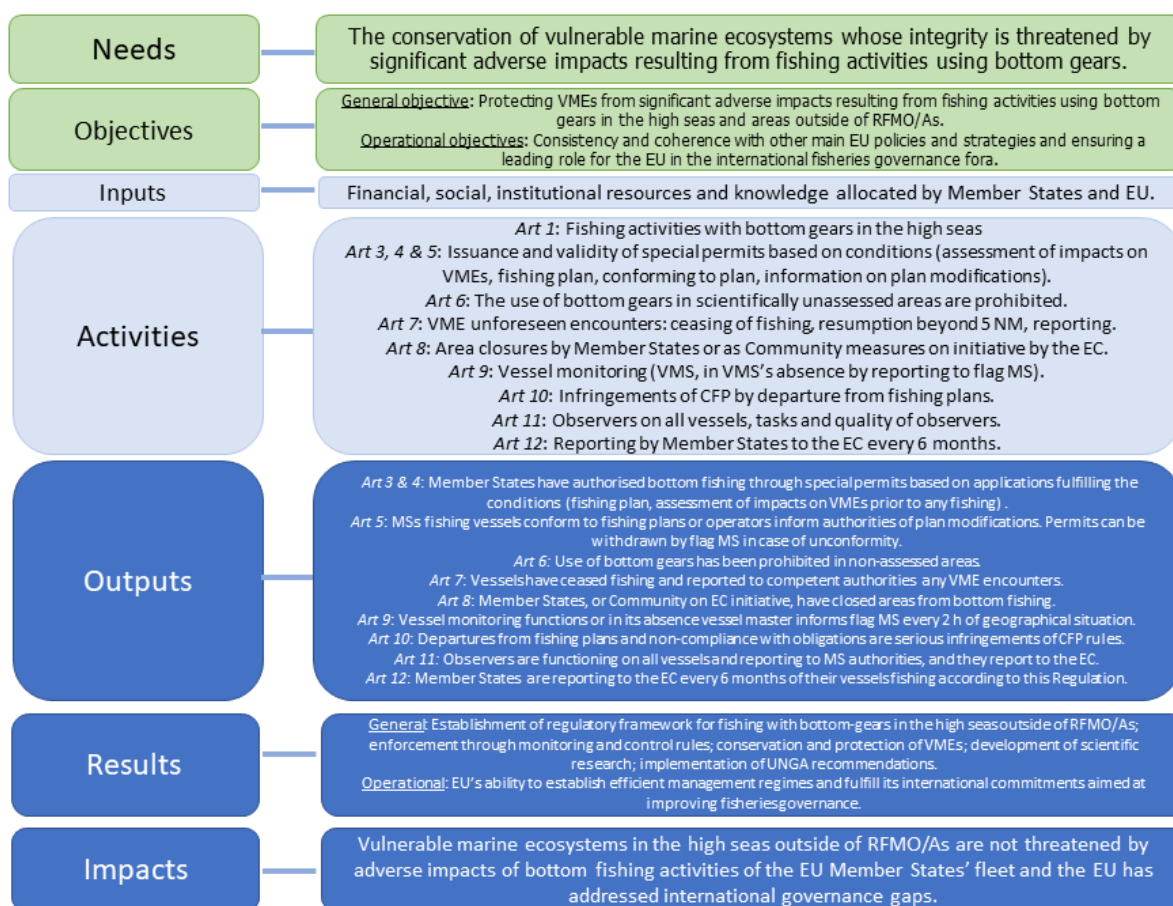 Needs
The conservation of vulnerable marine ecosystems whose integrity is threatened by
significant adverse impacts resulting from fishing activities using bottom gears.
Objectives
General objective: Protecting VMEs from significant adverse impacts resulting from fishing activities using bottom
gears in the high seas and areas outside of RFMO/As.
Operational objectives: Consistency and coherence with other main EU policies and strategies and ensuring a
leading role for the EU in the international fisheries governance fora.
Inputs
Financial, social, institutional resources and knowledge allocated by Member States and EU.
Activities
Art 1: Fishing activities with bottom gears in the high seas
Art 3, 4 & 5: Issuance and validity of special permits based on conditions (assessment of impacts on
VMEs, fishing plan, conforming to plan, information on plan modifications).
Art 6: The use of bottom gears in scientifically unassessed areas are prohibited.
Art 7: VME unforeseen encounters: ceasing of fishing, resumption beyond 5 NM, reporting.
Art 8: Area closures by Member States or as Community measures on initiative by the EC.
Art 9: Vessel monitoring (VMS, in VMS's absence by reporting to flag MS).
Art 10: Infringements of CFP by departure from fishing plans.
Art 11: Observers on all vessels, tasks and quality of observers.
Art 12: Reporting by Member States to the EC every 6 months.
Outputs
Art 3 & 4: Member States have authorised bottom fishing through special permits based on applications fulfilling the
conditions (fishing plan, assessment of impacts on VMEs prior to any fishing) .
Art 5: MSs fishing vessels conform to fishing plans or operators inform authorities of plan modifications. Permits can be
withdrawn by flag MS in case of unconformity.
Art 6: Use of bottom gears has been prohibited in non-assessed areas.
Art 7: Vessels have ceased fishing and reported to competent authorities any VME encounters.
Art 8: Member States, or Community on EC initiative, have closed areas from bottom fishing.
Art 9: Vessel monitoring functions or in its absence vessel master informs flag MS every 2 h of geographical situation.
Art 10: Departures from fishing plans and non-compliance with obligations are serious infringements of CFP rules.
Art 11: Observers are functioning on all vessels and reporting to MS authorities, and they report to the EC.
Art 12: Member States are reporting to the EC every 6 months of their vessels fishing according to this Regulation.
Results
General: Establishment of regulatory framework for fishing with bottom-gears in the high seas outside of RFMO/As;
enforcement through monitoring and control rules; conservation and protection of VMEs; development of scientific
research; implementation of UNGA recommendations.
Operational: EU's ability to establish efficient management regimes and fulfill its international commitments aimed at
improving fisheries governance.
Impacts
Vulnerable marine ecosystems in the high seas outside of RFMO/As are not threatened by
adverse impacts of bottom fishing activities of the EU Member States' fleet and the EU has
addressed international governance gaps.